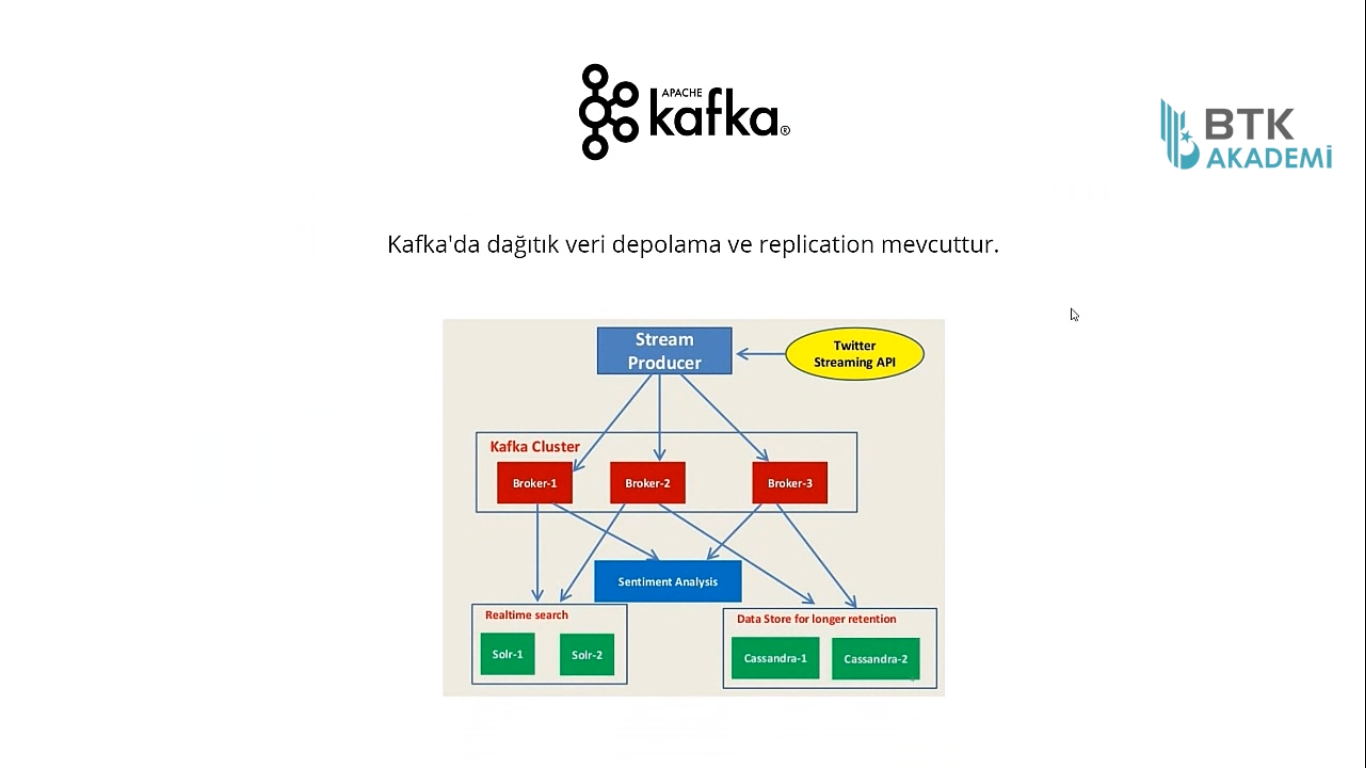 APACHE
kafka®
BTK
AKADEMİ
Kafka'da dağıtık veri depolama ve replication mevcuttur.
Stream
Producer
Twitter
Streaming API
Kafka Cluster
Broker-1
Broker-2
Broker-3
Sentiment Analysis
Realtime search
Solr-1
Solr-2
Data Store for longer retention
Cassandra-1
Cassandra-2